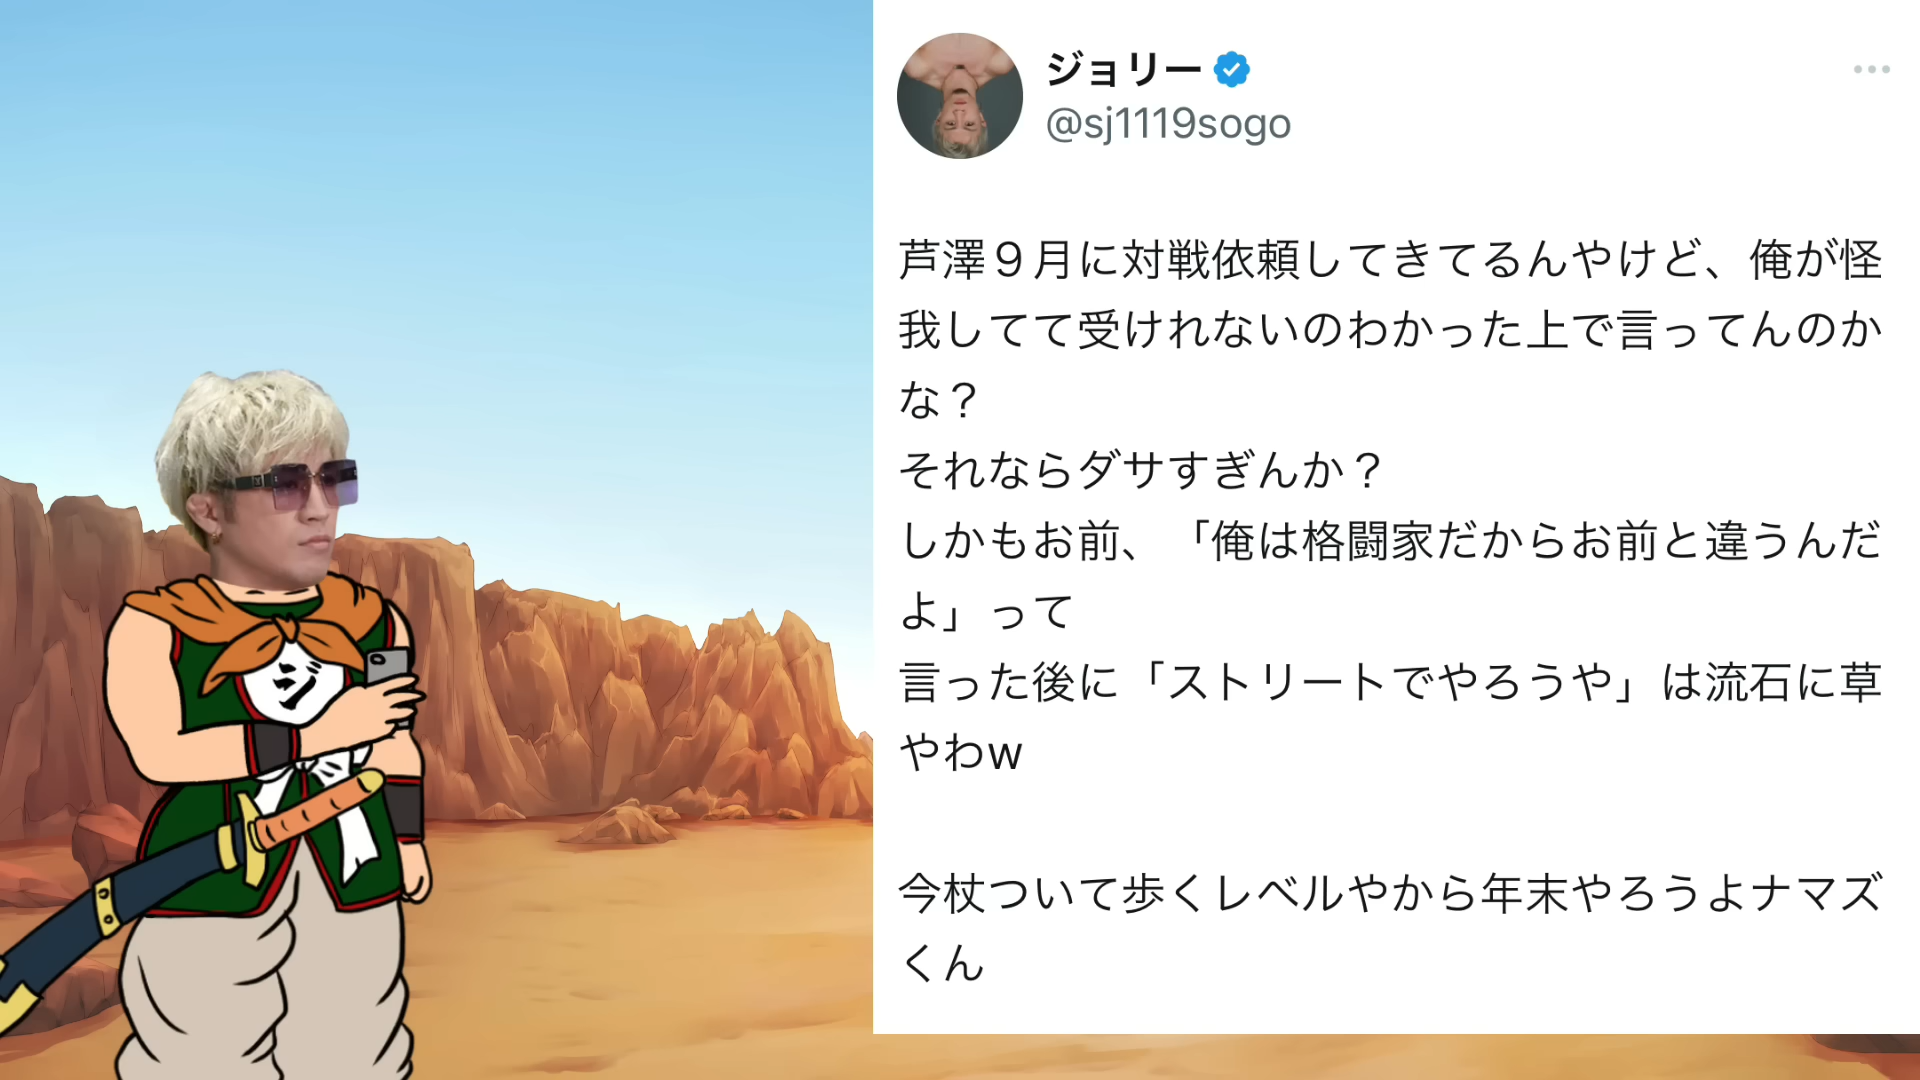 ジョリー
@sj1119sogo
芦澤９月に対戦依頼してきてるんやけど、俺が怪
我してて受けれないのわかった上で言ってんのか
な？
それならダサすぎんか？
しかもお前、「俺は格闘家だからお前と違うんだ
よ」って
言った後に「ストリートでやろうや」は流石に草
やわw
今杖ついて歩くレベルやから年末やろうよナマズ
くん
ジ